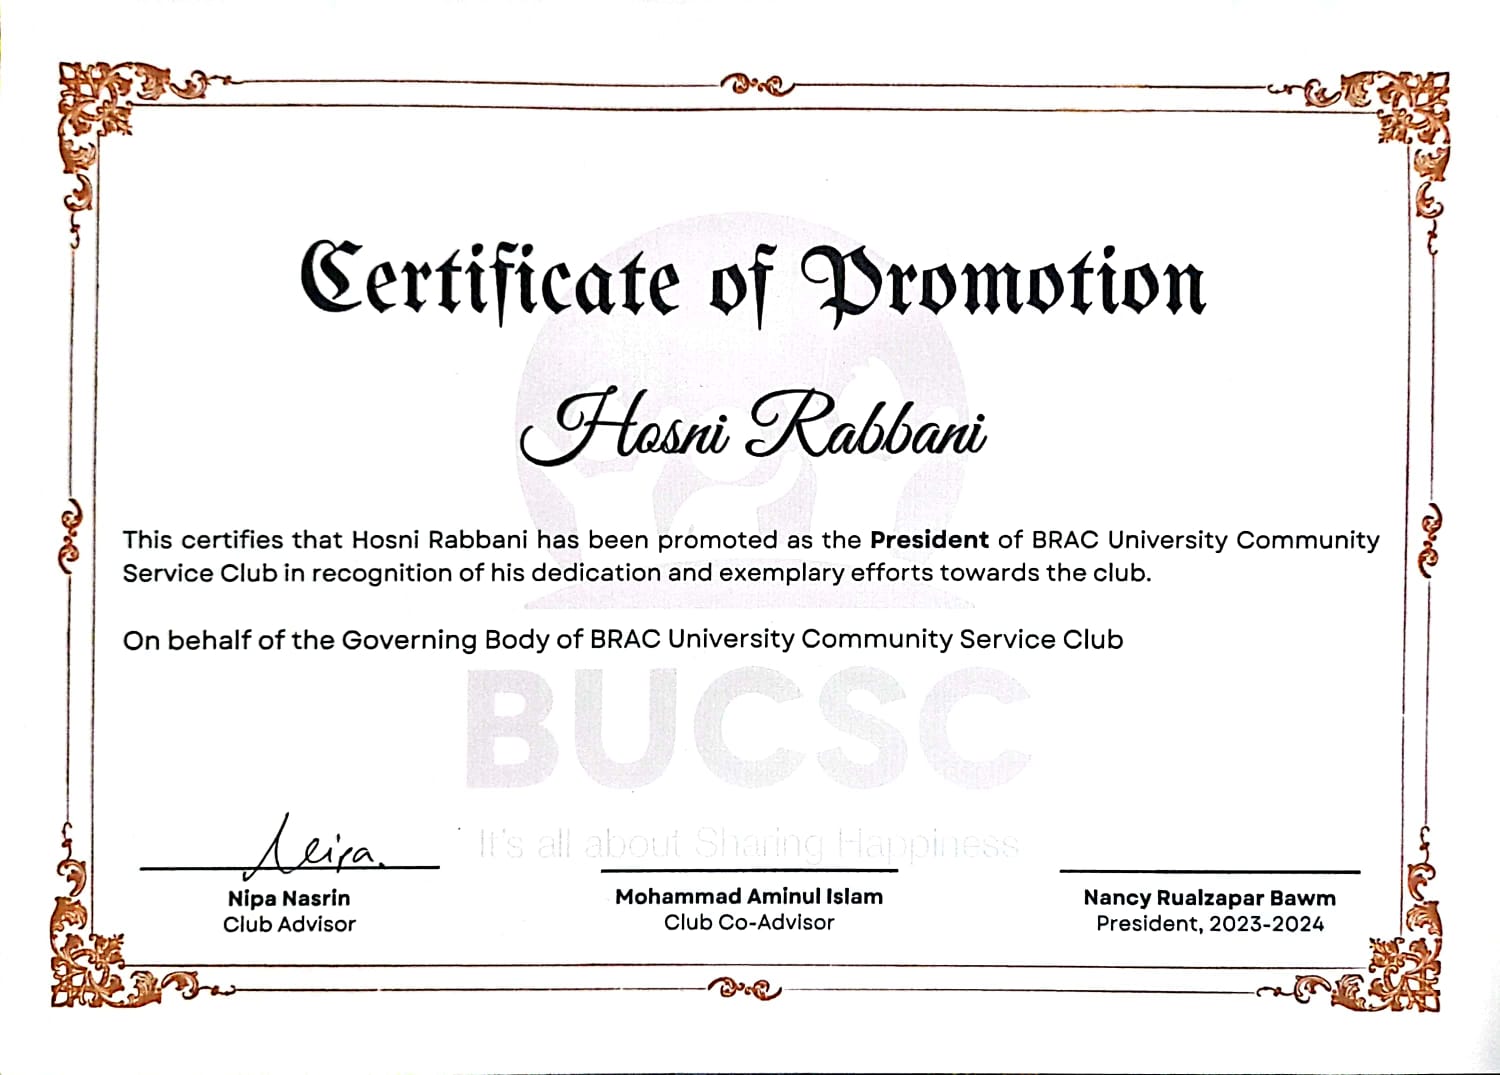 Certificate of Promotion
Hosni Rabbani
This certifies that Hosni Rabbani has been promoted as the President of BRAC University Community
Service Club in recognition of his dedication and exemplary efforts towards the club.
On behalf of the Governing Body of BRAC University Community Service Club
BUCSC
It's all about Sharing Happiness
Neipa.
Nipa Nasrin
Club Advisor
Mohammad Aminul Islam
Club Co-Advisor
Nancy Rualzapar Bawm
President, 2023-2024